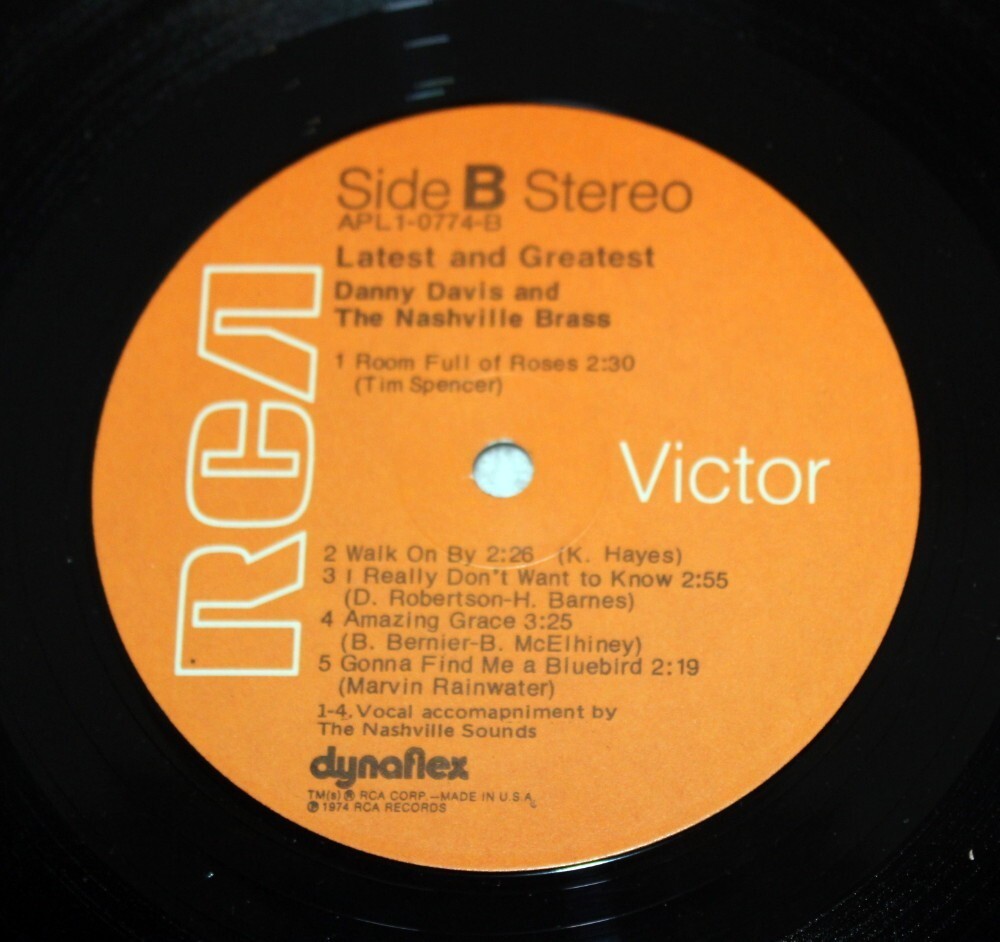 Side B Stereo
APL1-0774-B
Latest and Greatest
Danny Davis and
The Nashville Brass
1 Room Full of Roses 2:30
(Tim Spencer)
RCA
Victor
2 Walk On By 2:26 (K. Hayes)
3 I Really Don't Want to Know 2:55
(D. Robertson-H. Barnes)
4 Amazing Grace 3:25
(B. Bernier-B. McElhiney)
5 Gonna Find Me a Bluebird 2:19
(Marvin Rainwater)
1-4, Vocal accomapniment by
The Nashville Sounds
dynaflex
TM(s) ® RCA CORP.—MADE IN U.S.A.
℗ 1974 RCA RECORDS